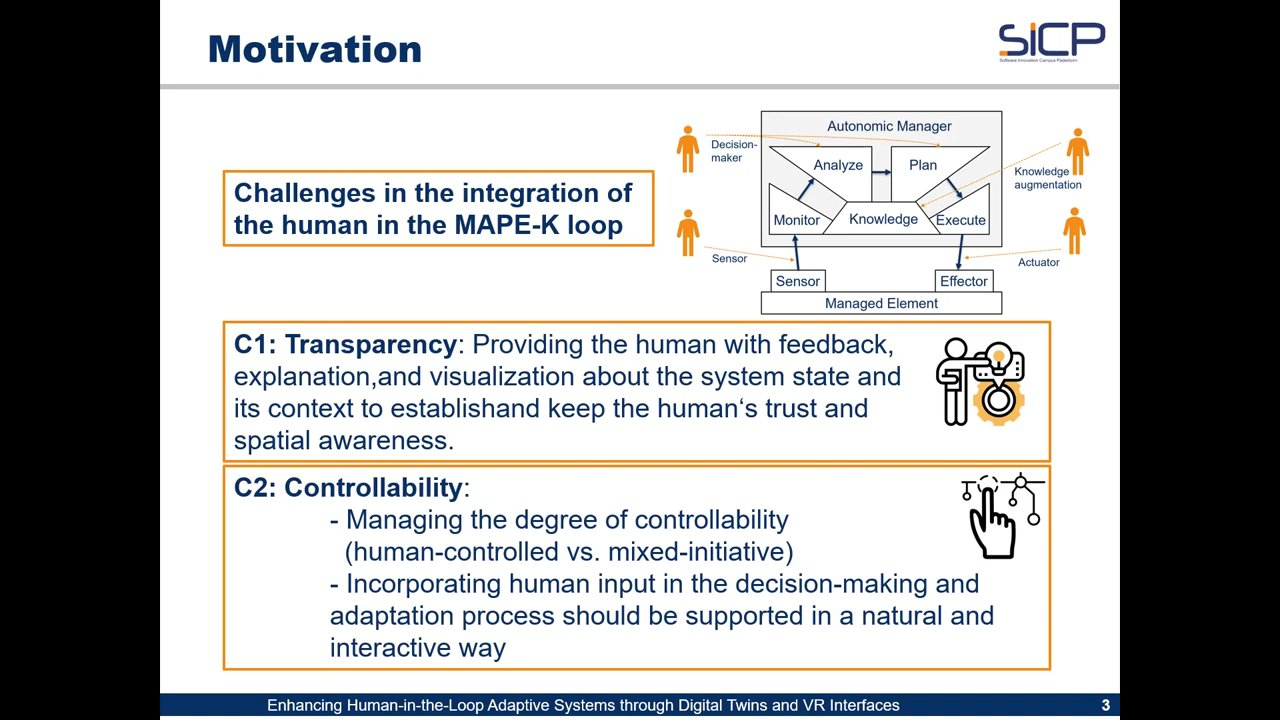 Motivation
SICP
Software Innovation Campus Paderborn
Challenges in the integration of
the human in the MAPE-K loop
Autonomic Manager
Decision-
maker
Analyze
Plan
Knowledge
augmentation
Monitor
Knowledge
Execute
Sensor
Actuator
Sensor
Effector
Managed Element
C1: Transparency: Providing the human with feedback,
explanation,and visualization about the system state and
its context to establishand keep the human‘s trust and
spatial awareness.
C2: Controllability:
- Managing the degree of controllability
(human-controlled vs. mixed-initiative)
- Incorporating human input in the decision-making and
adaptation process should be supported in a natural and
interactive way
Enhancing Human-in-the-Loop Adaptive Systems through Digital Twins and VR Interfaces
3